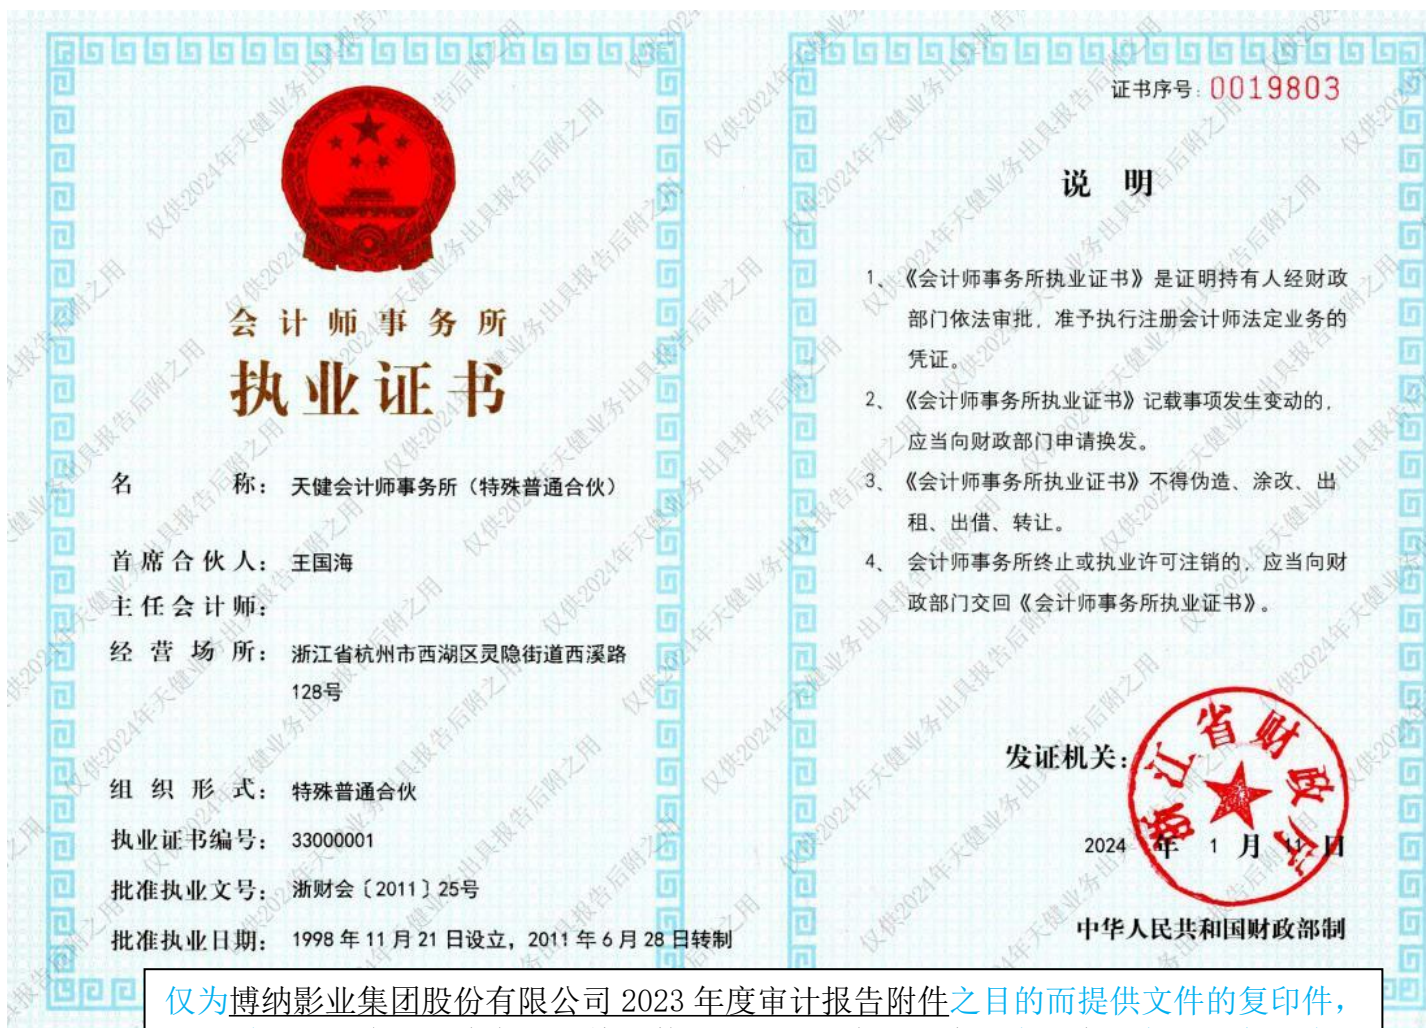 会计师事务所
执业证书
名 称： 天健会计师事务所（特殊普通合伙）
首席合伙人： 王国海
主任会计师：
经营场所： 浙江省杭州市西湖区灵隐街道西溪路
128号
组织形式： 特殊普通合伙
执业证书编号： 33000001
批准执业文号： 浙财会〔2011〕25号
批准执业日期： 1998年11月21日设立，2011年6月28日转制
证书序号：0019803
说 明
1、《会计师事务所执业证书》是证明持有人经财政
部门依法审批，准予执行注册会计师法定业务的
凭证。
2、《会计师事务所执业证书》记载事项发生变动的，
应当向财政部门申请换发。
3、《会计师事务所执业证书》不得伪造、涂改、出
租、出借、转让。
4、 会计师事务所终止或执业许可注销的，应当向财
政部门交回《会计师事务所执业证书》。
发证机关：
浙江省财政厅
2024 年 1 月 11 日
中华人民共和国财政部制
仅为博纳影业集团股份有限公司 2023 年度审计报告附件之目的而提供文件的复印件，
仅供2024年天健业务出具报告后附之用